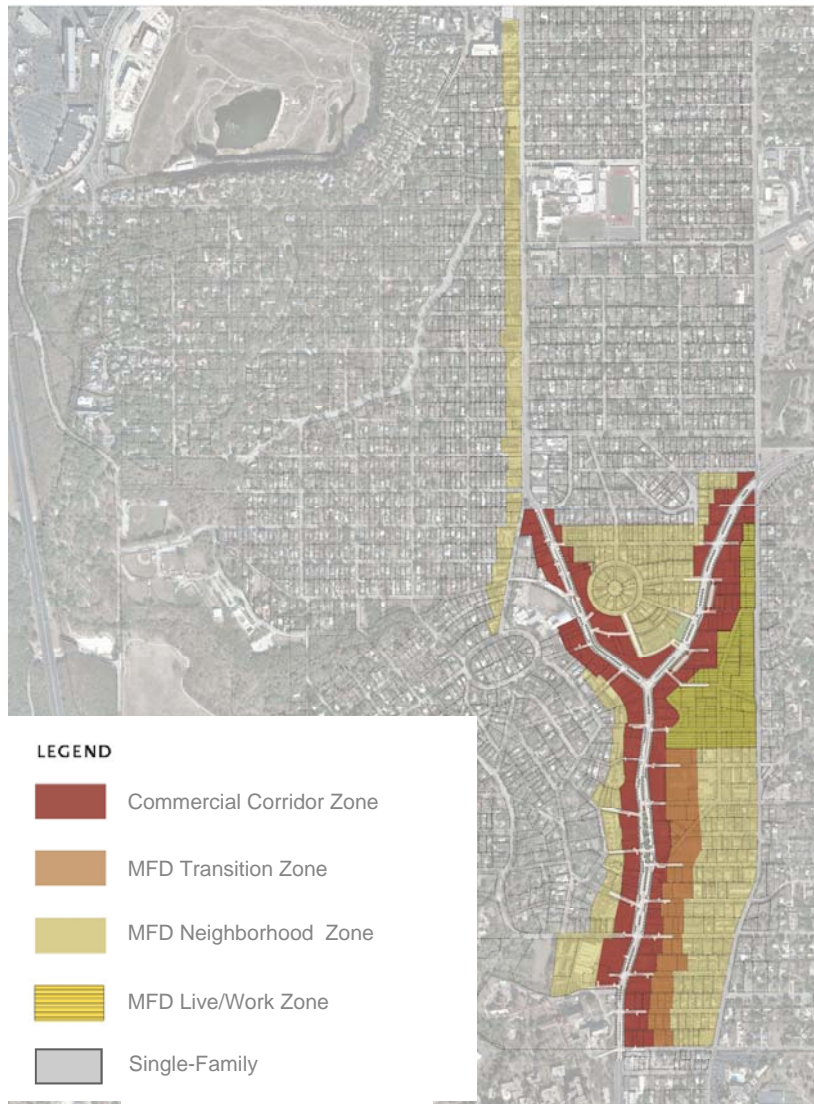 LEGEND
Commercial Corridor Zone
MFD Transition Zone
MFD Neighborhood Zone
MFD Live/Work Zone
Single-Family